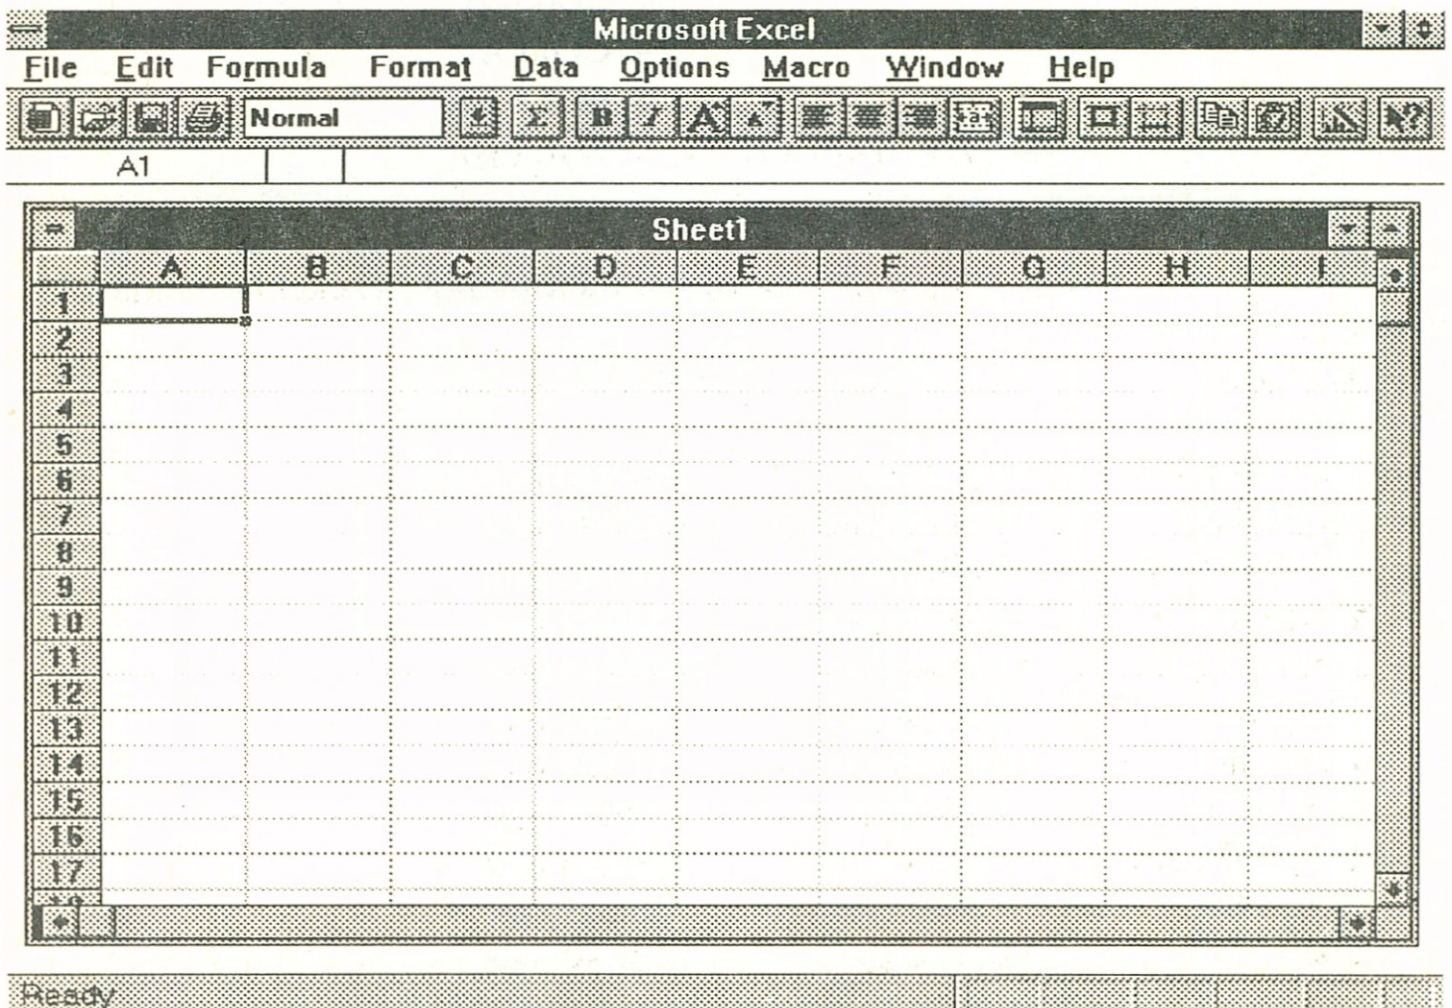 Microsoft Excel
File Edit Formula Format Data Options Macro Window Help
Normal Σ B I A A a ?
A1
Sheet1
A B C D E F G H I
1
2
3
4
5
6
7
8
9
10
11
12
13
14
15
16
17
18
Ready